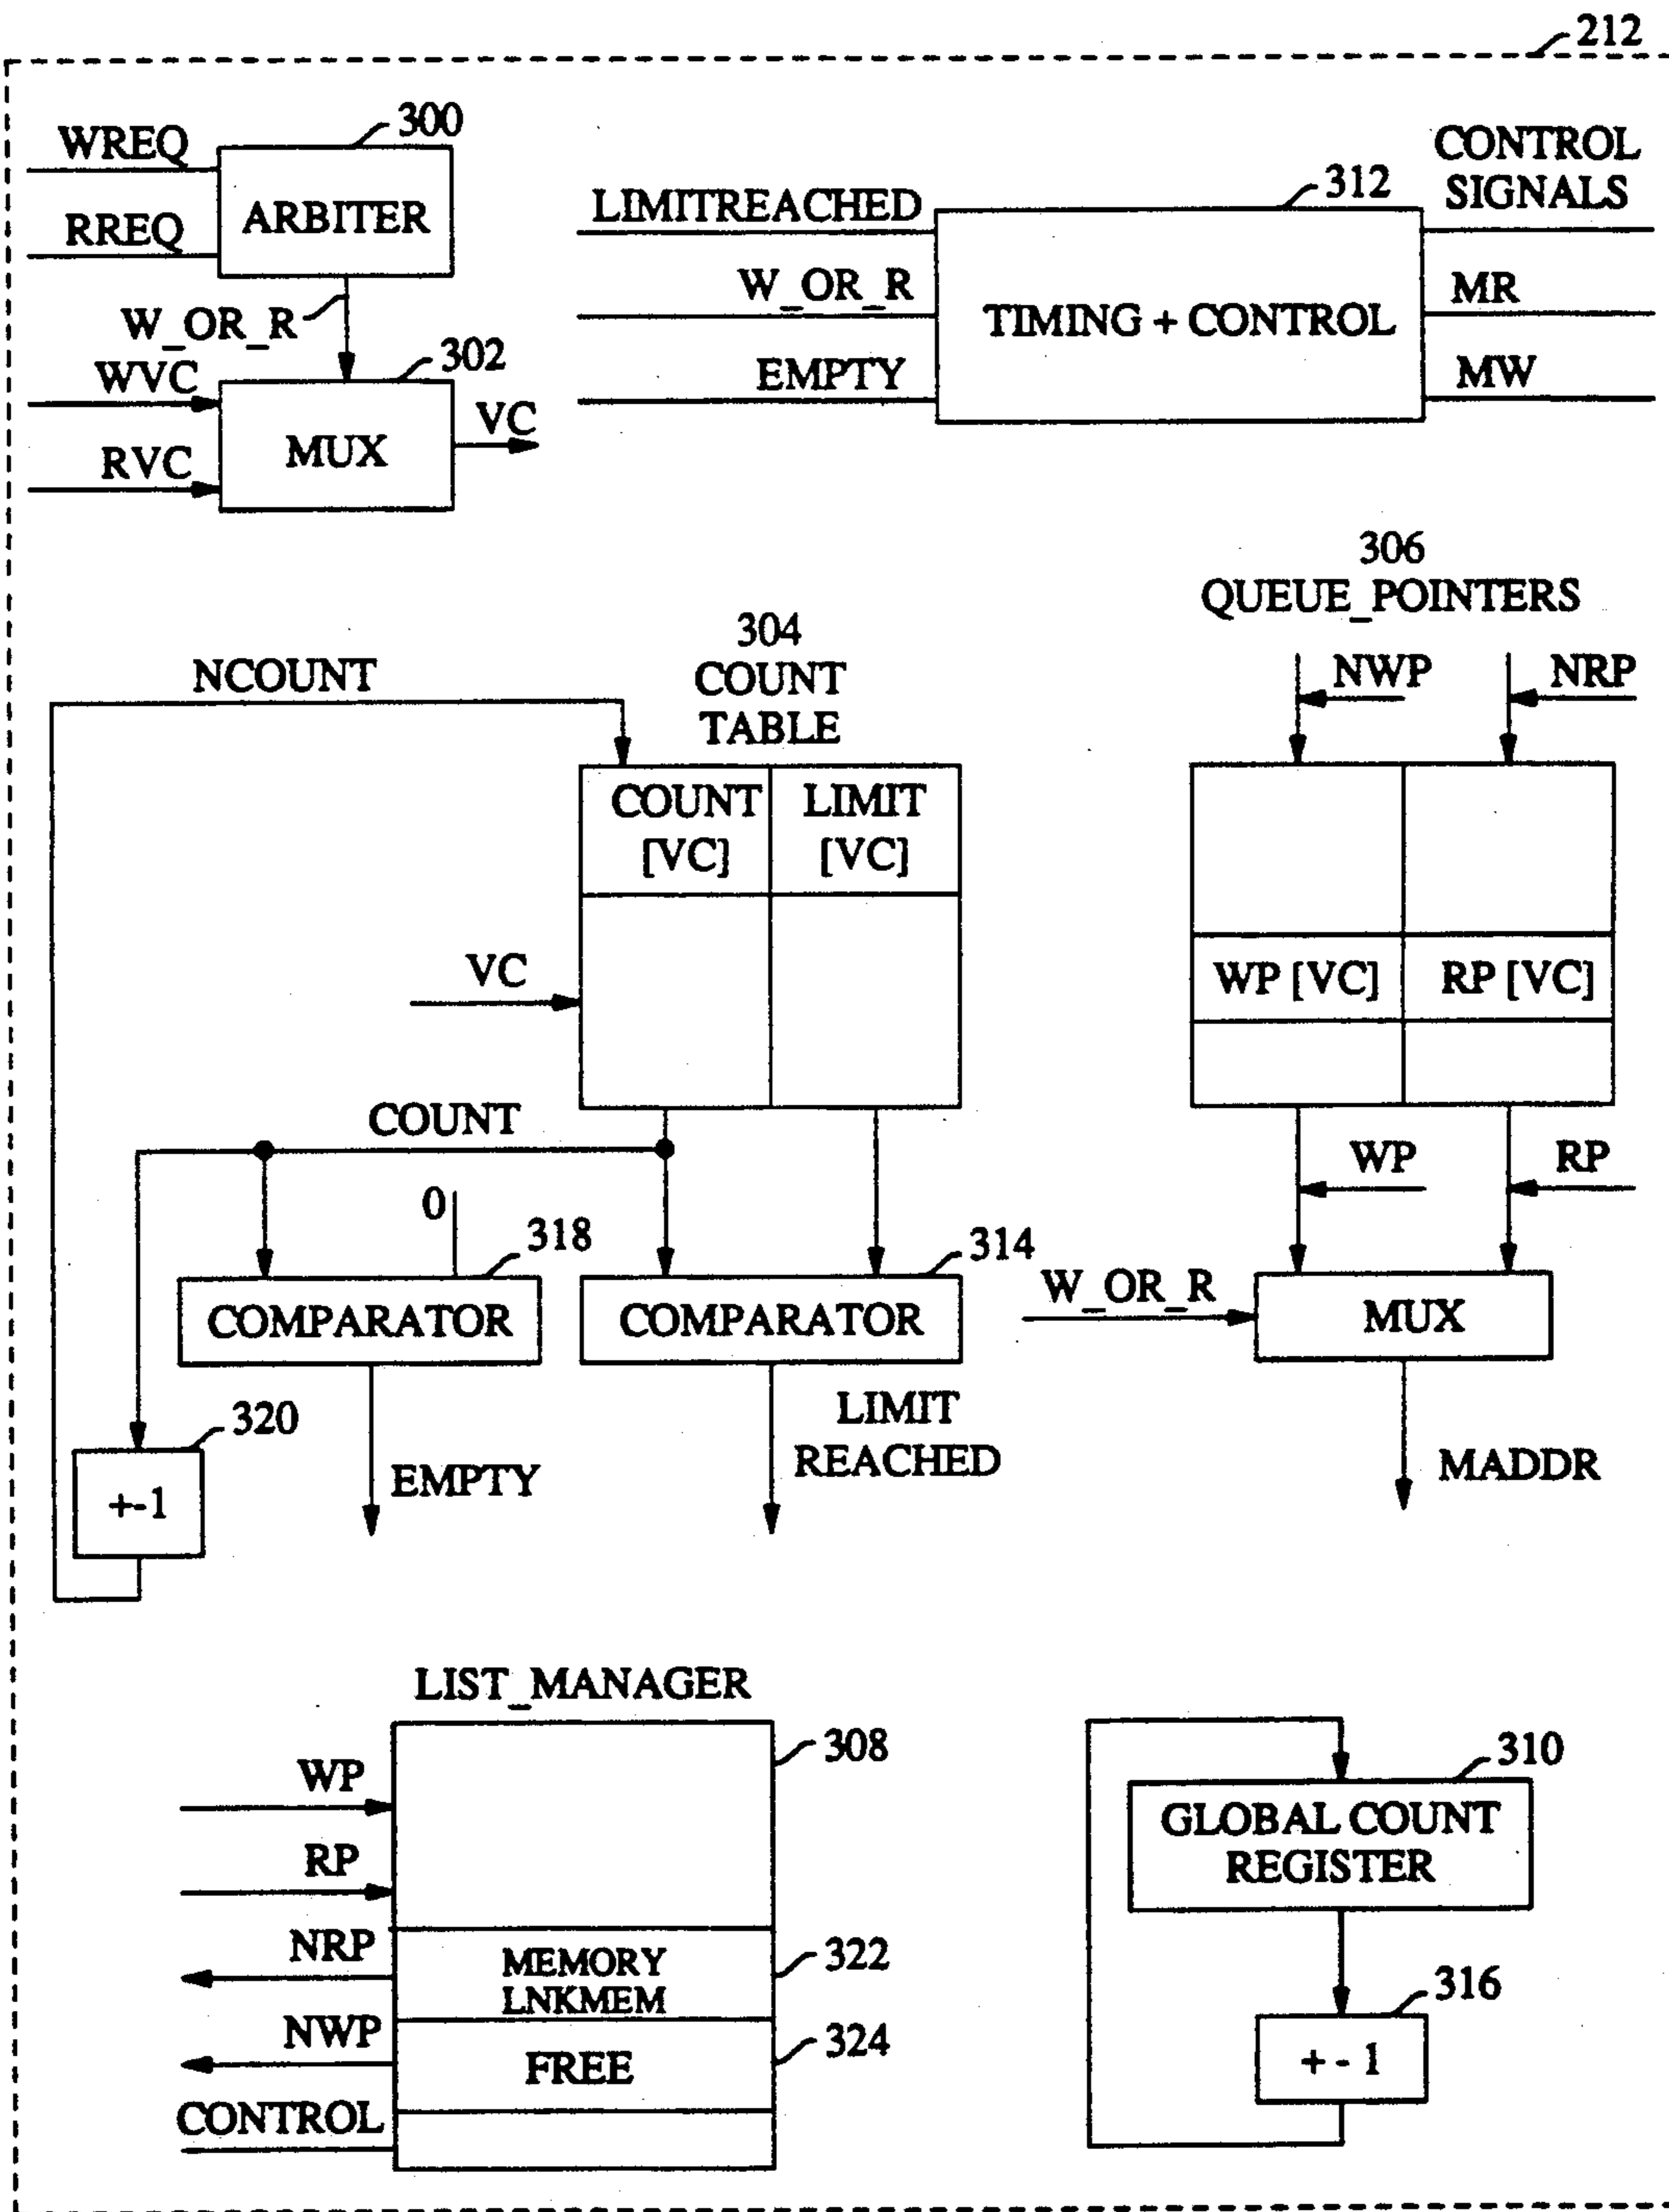 212
WREQ
300
RREQ
ARBITER
W_OR_R
WVC
302
RVC
MUX
VC
LIMITREACHED
312
CONTROL
SIGNALS
W_OR_R
TIMING + CONTROL
MR
EMPTY
MW
306
QUEUE_POINTERS
NWP
NRP
WP [VC]
RP [VC]
WP
RP
W_OR_R
MUX
MADDR
304
COUNT
TABLE
NCOUNT
COUNT
[VC]
LIMIT
[VC]
VC
COUNT
0
318
314
COMPARATOR
COMPARATOR
320
+-1
EMPTY
LIMIT
REACHED
LIST_MANAGER
308
WP
RP
NRP
MEMORY
LNKMEM
322
NWP
FREE
324
CONTROL
310
GLOBAL COUNT
REGISTER
316
+ - 1